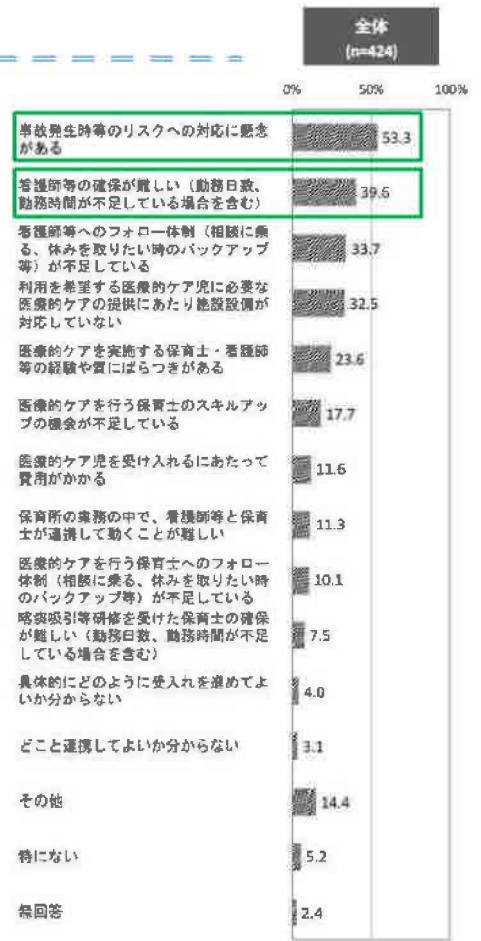 全体
(n=424)
0% 50% 100%
事故発生時等のリスクへの対応に懸念
がある
53.3
看護師等の確保が難しい（勤務日数、
勤務時間が不足している場合を含む）
39.6
看護師等へのフォロー体制（相談に乗
る、休みを取りたい時のバックアップ
等）が不足している
33.7
利用を希望する医療的ケア児に必要な
医療的ケアの提供にあたり施設設備が
対応していない
32.5
医療的ケアを実施する保育士・看護師
等の経験や質にばらつきがある
23.6
医療的ケアを行う保育士のスキルアッ
プの機会が不足している
17.7
医療的ケア児を受け入れるにあたって
費用がかかる
11.6
保育所の業務の中で、看護師等と保育
士が連携して動くことが難しい
11.3
医療的ケアを行う保育士へのフォロー
体制（相談に乗る、休みを取りたい時
のバックアップ等）が不足している
10.1
喀痰吸引等研修を受けた保育士の確保
が難しい（勤務日数、勤務時間が不足
している場合を含む）
7.5
具体的にどのように受入れを進めてよ
いか分からない
4.0
どこと連携してよいか分からない
3.1
その他
14.4
特にない
5.2
無回答
2.4